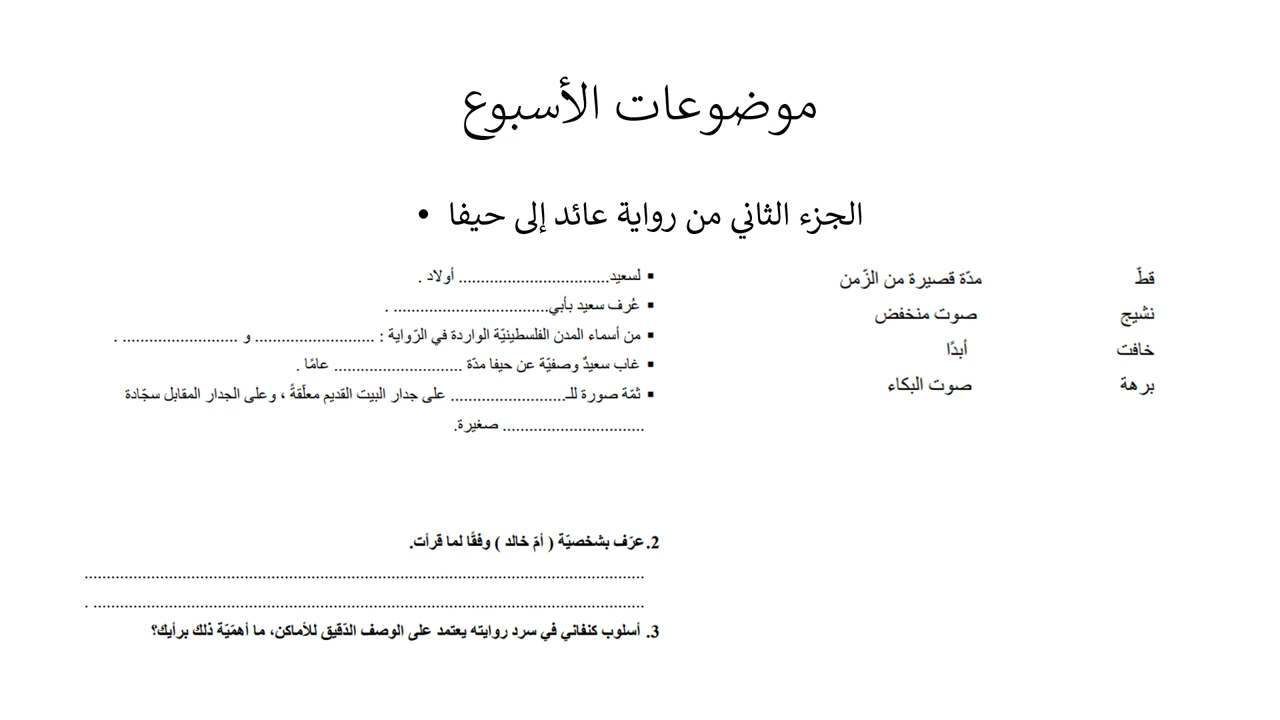 موضوعات الأسبوع
• الجزء الثاني من رواية عائد إلى حيفا
قطّ مدّة قصيرة من الزّمن
نشيج صوت منخفض
خافت أبدًا
برهة صوت البكاء
▪ لسعيد.................................. أولاد .
▪ عُرف سعيد بأبي................................... .
▪ من أسماء المدن الفلسطينيّة الواردة في الرّواية : ........................... و .......................... .
▪ غاب سعيدٌ وصفيّة عن حيفا مدّة ............................. عامًا .
▪ ثمّة صورة للـ.......................... على جدار البيت القديم معلّقةً ، وعلى الجدار المقابل سجّادة
................................ صغيرة.
2. عرّف بشخصيّة ( أمّ خالد ) وفقًا لما قرأت.
...............................................................................................................................
............................................................................................................................. .
3. أسلوب كنفاني في سرد روايته يعتمد على الوصف الدّقيق للأماكن، ما أهمّيّة ذلك برأيك؟